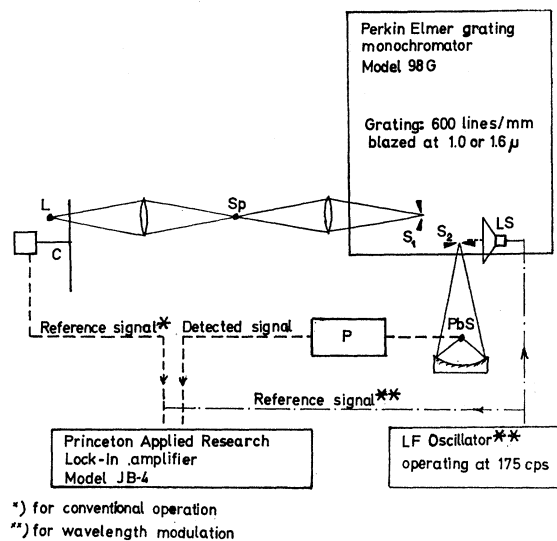 Perkin Elmer grating
monochromator
Model 98 G
Grating: 600 lines/mm
blazed at 1.0 or 1.6 μ
L
Sp
S1
S2
LS
C
PbS
Reference signal*
Detected signal
P
Reference signal**
Princeton Applied Research
Lock-In amplifier
Model JB-4
LF Oscillator**
operating at 175 cps
*) for conventional operation
**) for wavelength modulation